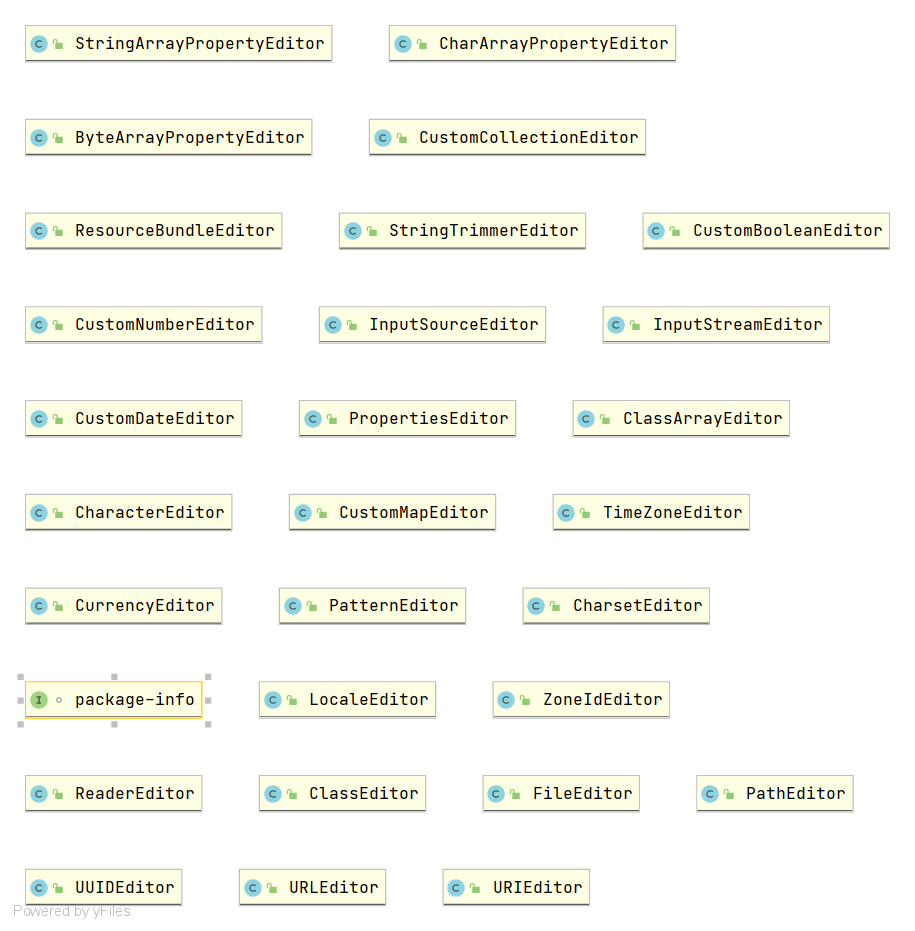 StringArrayPropertyEditor CharArrayPropertyEditor
ByteArrayPropertyEditor CustomCollectionEditor
ResourceBundleEditor StringTrimmerEditor CustomBooleanEditor
CustomNumberEditor InputSourceEditor InputStreamEditor
CustomDateEditor PropertiesEditor ClassArrayEditor
CharacterEditor CustomMapEditor TimeZoneEditor
CurrencyEditor PatternEditor CharsetEditor
package-info LocaleEditor ZoneIdEditor
ReaderEditor ClassEditor FileEditor PathEditor
UUIDEditor URLEditor URIEditor
Powered by yFiles